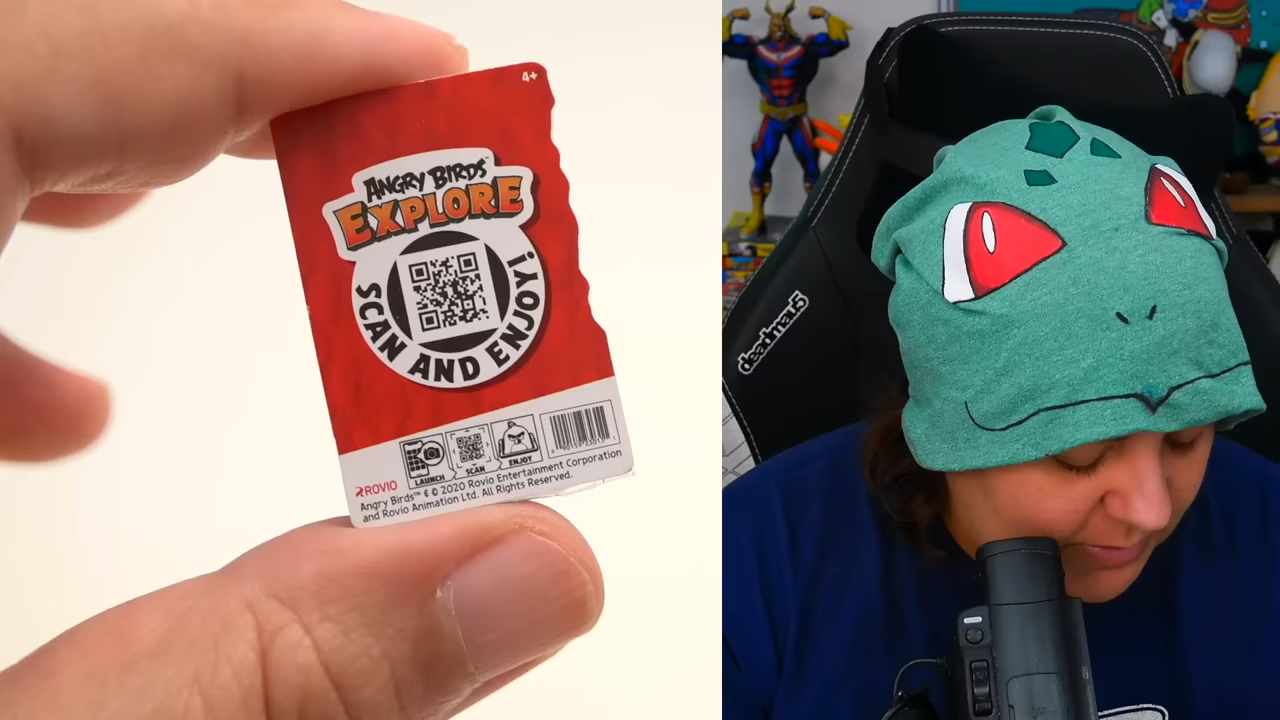 4+
ANGRY BIRDS™
EXPLORE
SCAN AND ENJOY!
LAUNCH
SCAN
ENJOY
ROVIO
Angry Birds™ & © 2020 Rovio Entertainment Corporation
and Rovio Animation Ltd. All Rights Reserved.
deadmau5